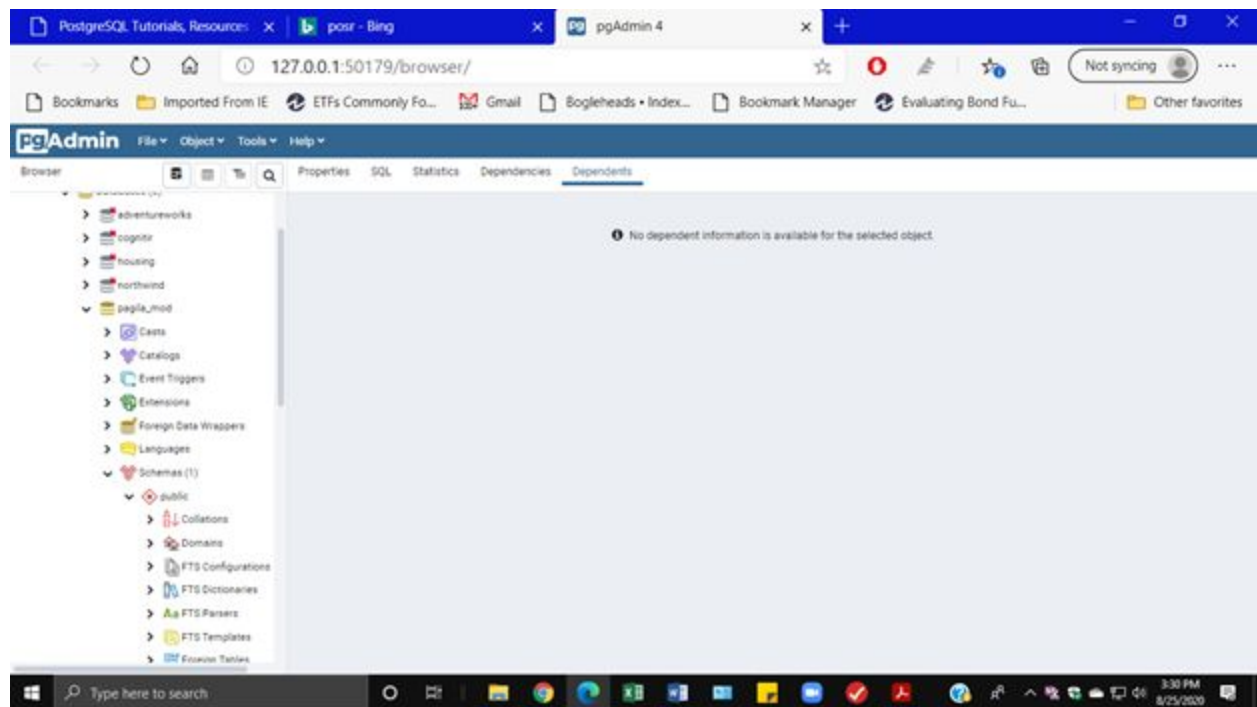 PostgreSQL Tutorials, Resources
posr - Bing
pgAdmin 4
127.0.0.1:50179/browser/
Not syncing
Bookmarks
Imported From IE
ETFs Commonly Fo...
Gmail
Bogleheads • Index...
Bookmark Manager
Evaluating Bond Fu...
Other favorites
pgAdmin File Object Tools Help
Browser
Properties SQL Statistics Dependencies Dependents
adventureworks
No dependent information is available for the selected object.
cognitir
housing
northwind
pagila_mod
Casts
Catalogs
Event Triggers
Extensions
Foreign Data Wrappers
Languages
Schemas (1)
public
Collations
Domains
FTS Configurations
FTS Dictionaries
FTS Parsers
FTS Templates
Foreign Tables
Type here to search
3:30 PM
8/25/2020